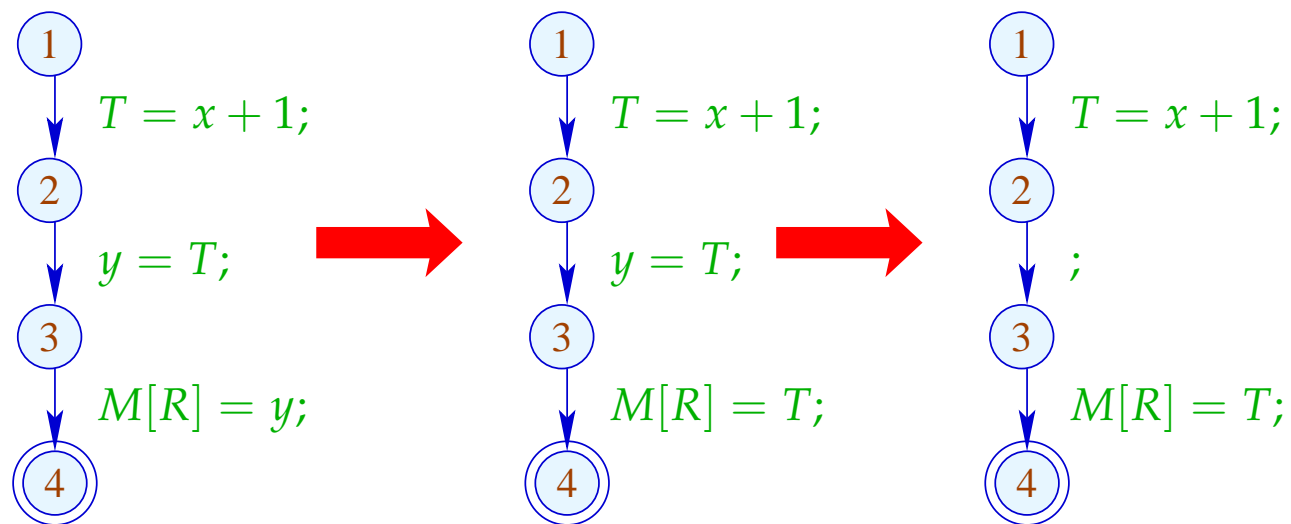 1 1 1
T = x + 1; T = x + 1; T = x + 1;
2 2 2
y = T; y = T; ;
3 3 3
M[R] = y; M[R] = T; M[R] = T;
4 4 4